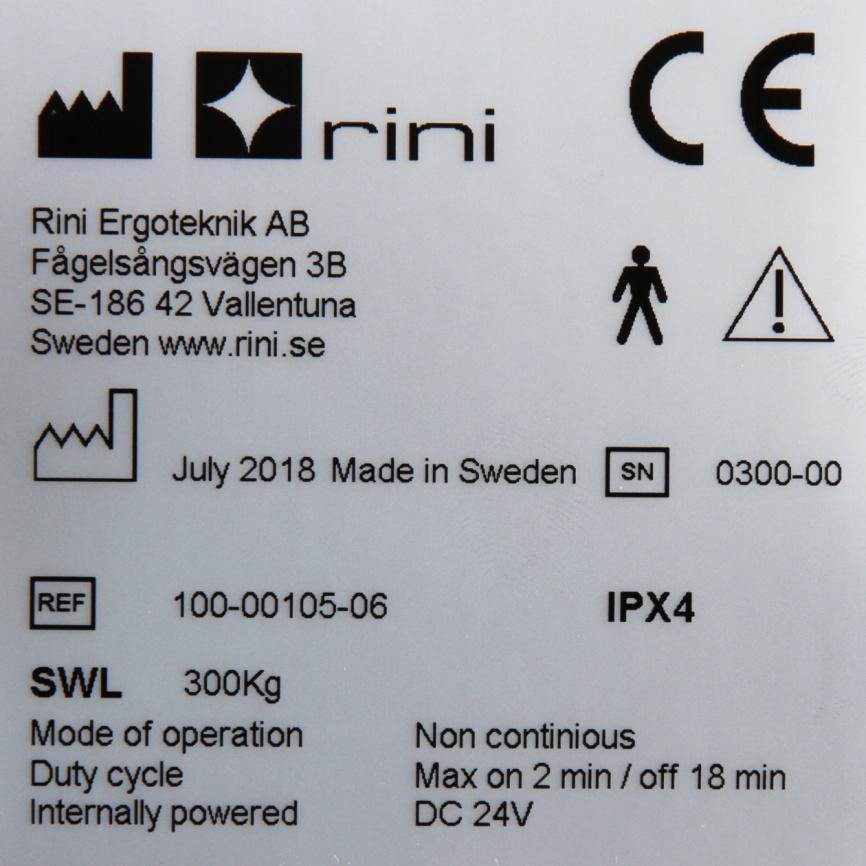 rini CE
Rini Ergoteknik AB
Fågelsångsvägen 3B
SE-186 42 Vallentuna
Sweden www.rini.se
July 2018 Made in Sweden SN 0300-00
REF 100-00105-06 IPX4
SWL 300Kg
Mode of operation Non continious
Duty cycle Max on 2 min / off 18 min
Internally powered DC 24V